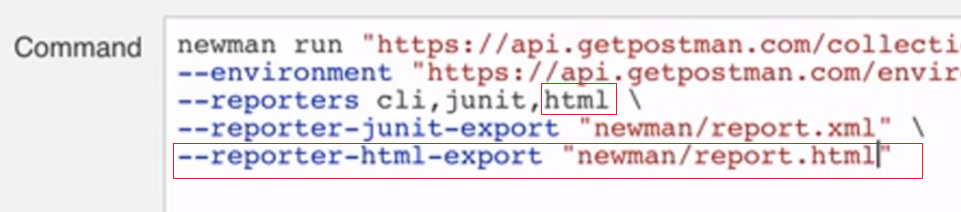 Command
newman run "https://api.getpostman.com/collecti
--environment "https://api.getpostman.com/envir
--reporters cli,junit,html \
--reporter-junit-export "newman/report.xml" \
--reporter-html-export "newman/report.html"